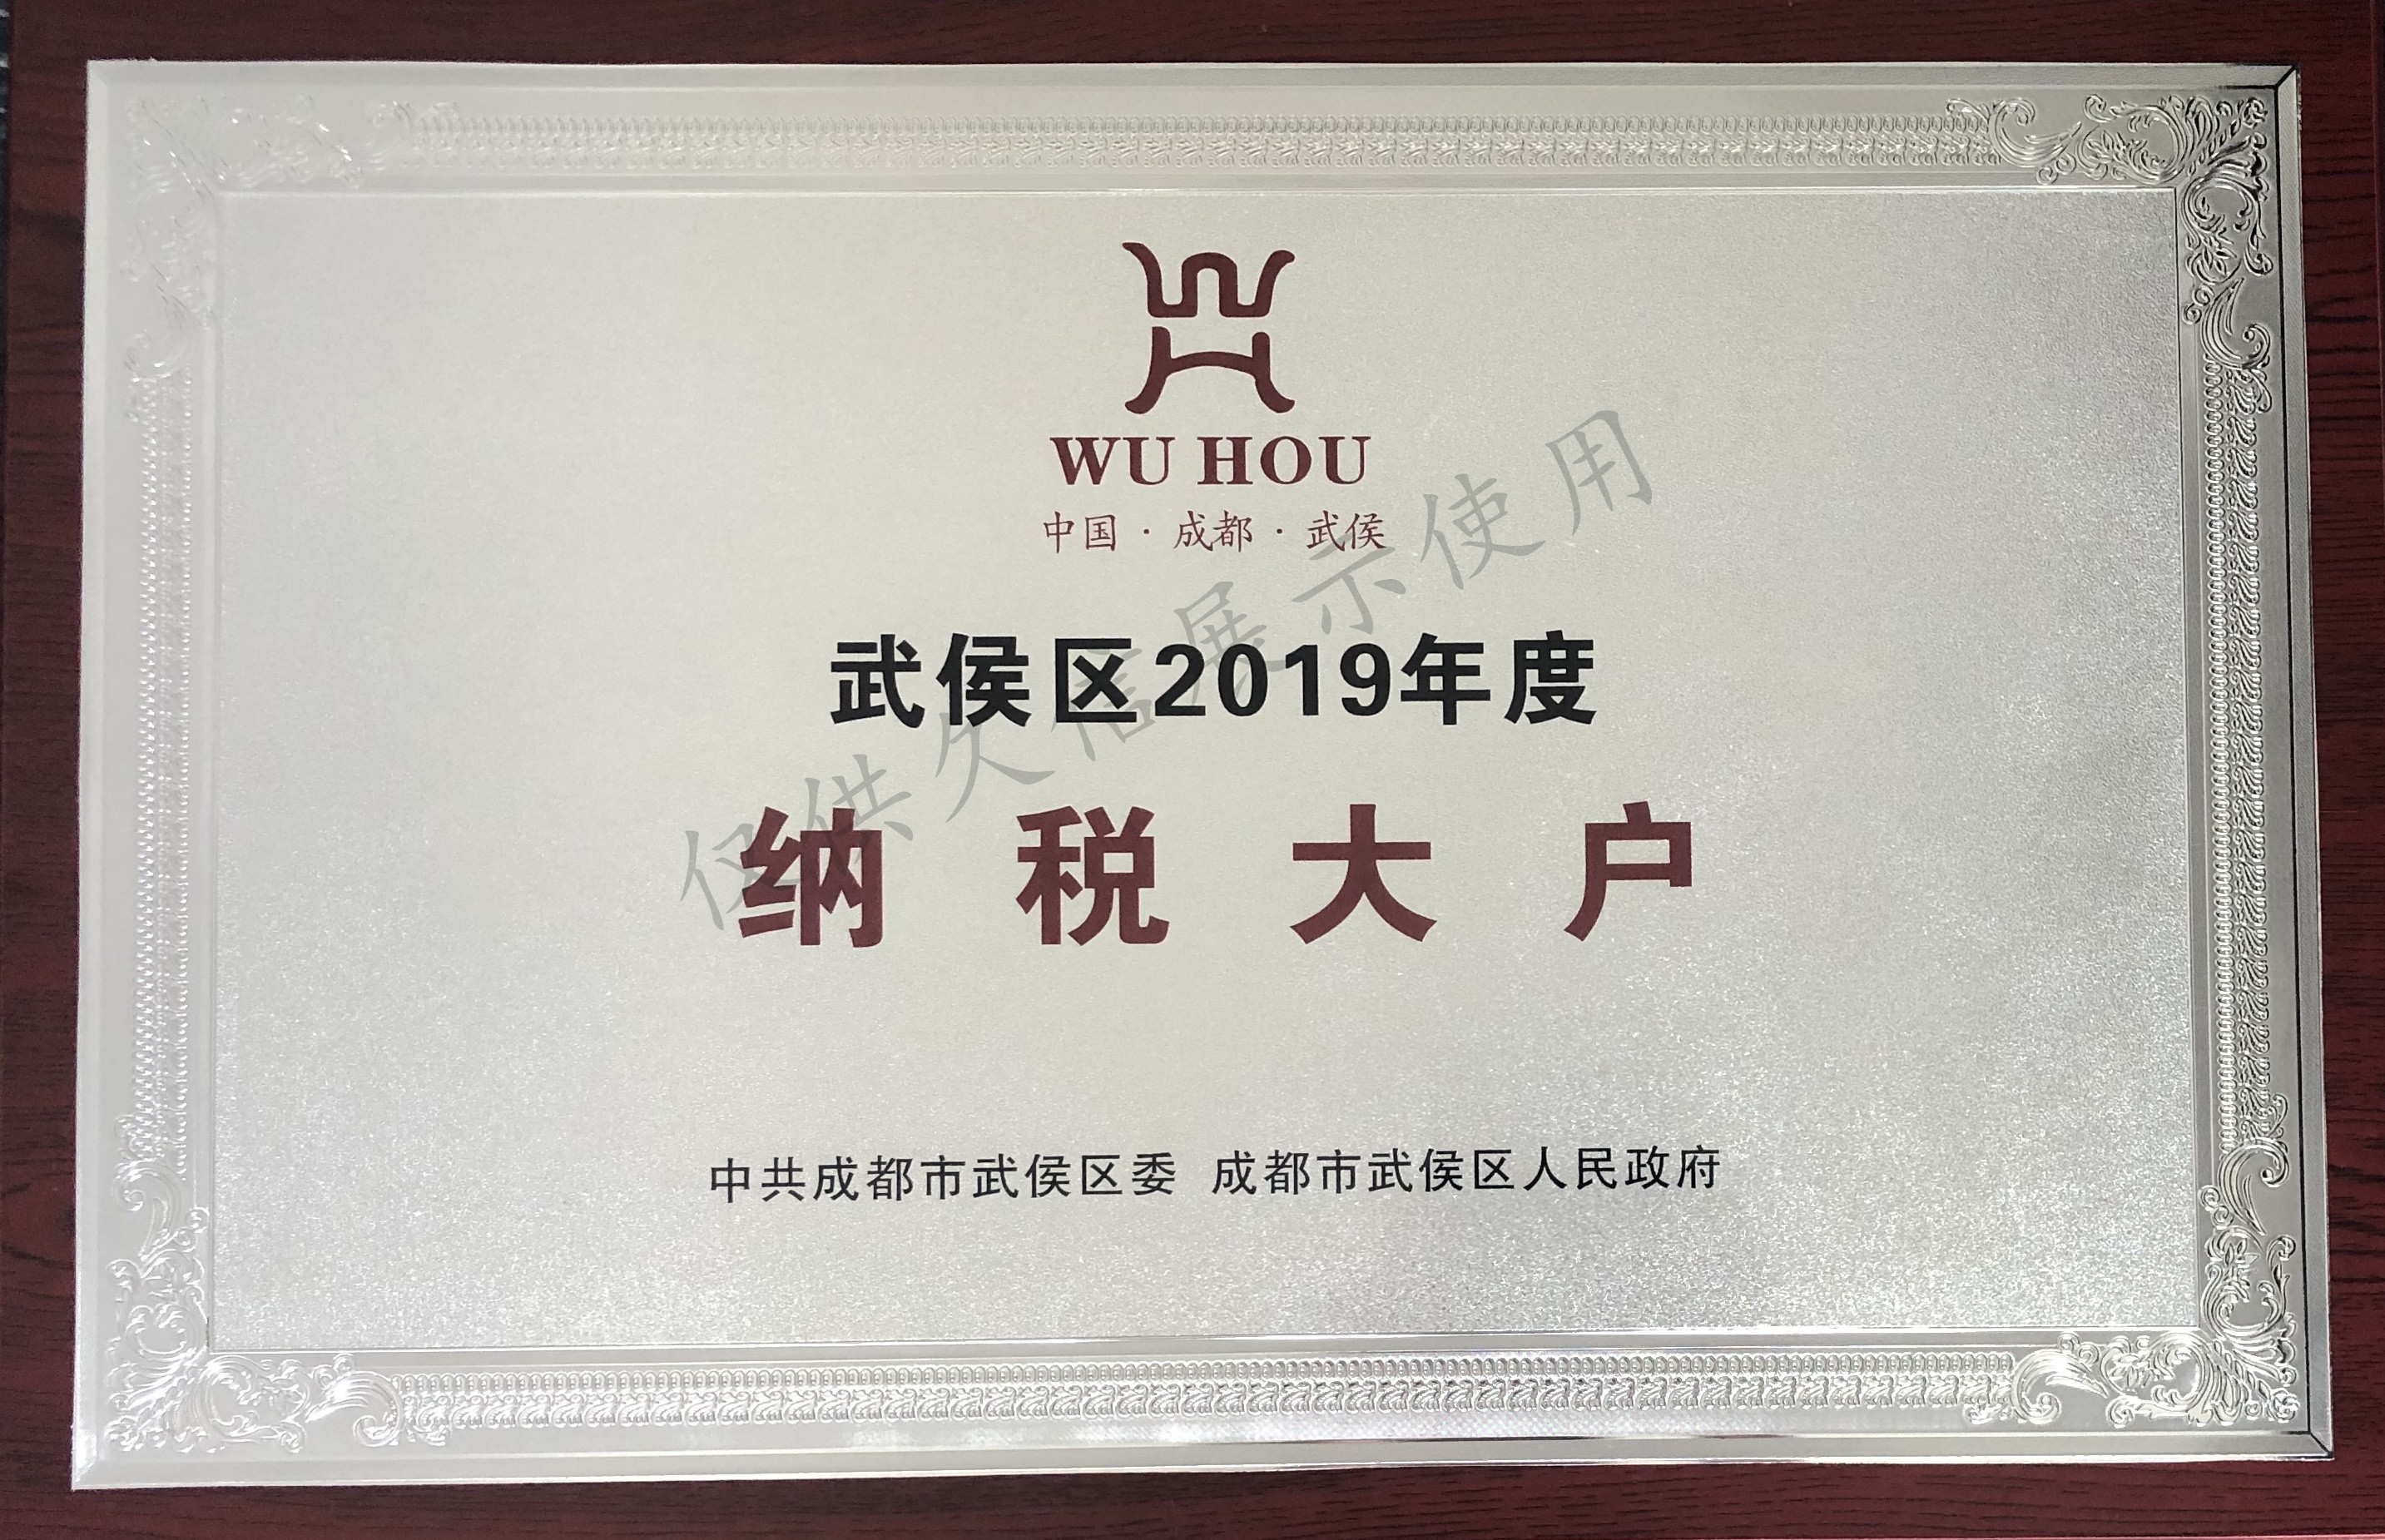 WU HOU
中国·成都·武侯
武侯区2019年度
纳税大户
中共成都市武侯区委 成都市武侯区人民政府
仅供久信展示使用